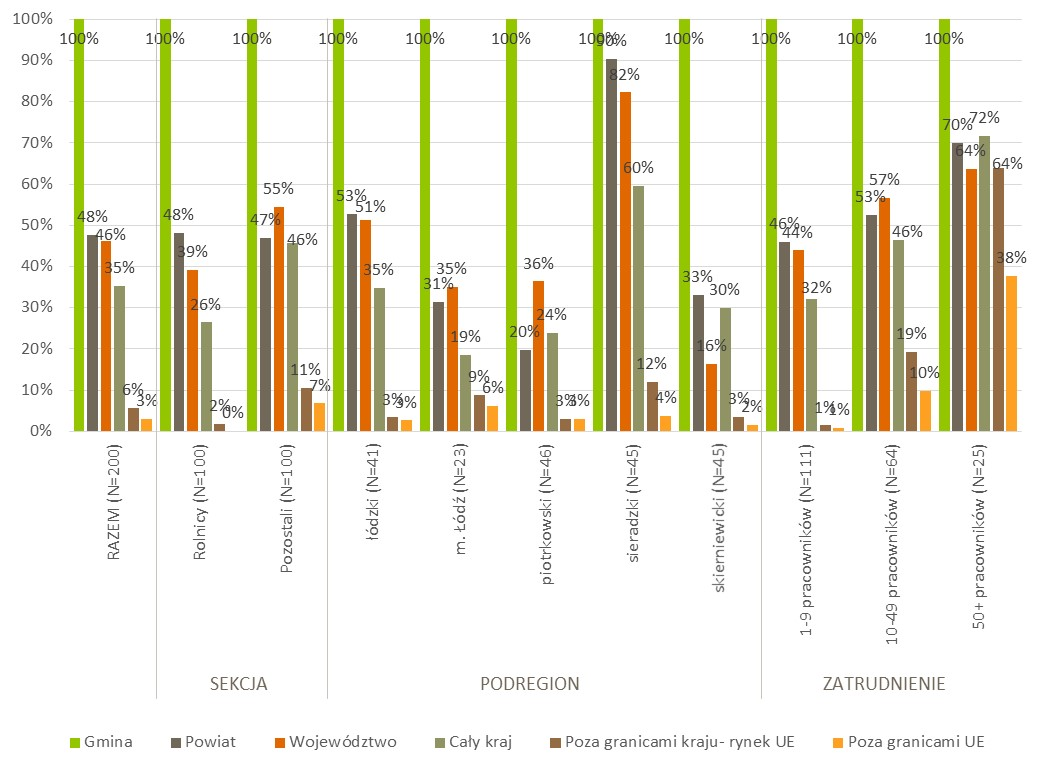 100%
90%
80%
70%
60%
50%
40%
30%
20%
10%
0%
100% 48% 46% 35% 6% 3%
100% 48% 39% 26% 2% 0%
100% 47% 55% 46% 11% 7%
100% 53% 51% 35% 3% 3%
100% 31% 35% 19% 9% 6%
100% 20% 36% 24% 3% 3%
100% 90% 82% 60% 12% 4%
100% 33% 16% 30% 3% 2%
100% 46% 44% 32% 1% 1%
100% 53% 57% 46% 19% 10%
100% 70% 64% 72% 64% 38%
RAZEM (N=200)
Rolnicy (N=100)
Pozostali (N=100)
łódzki (N=41)
m. Łódź (N=23)
piotrkowski (N=46)
sieradzki (N=45)
skierniewicki (N=45)
1-9 pracowników (N=111)
10-49 pracowników (N=64)
50+ pracowników (N=25)
SEKCJA PODREGION ZATRUDNIENIE
Gmina Powiat Województwo Cały kraj Poza granicami kraju- rynek UE Poza granicami UE